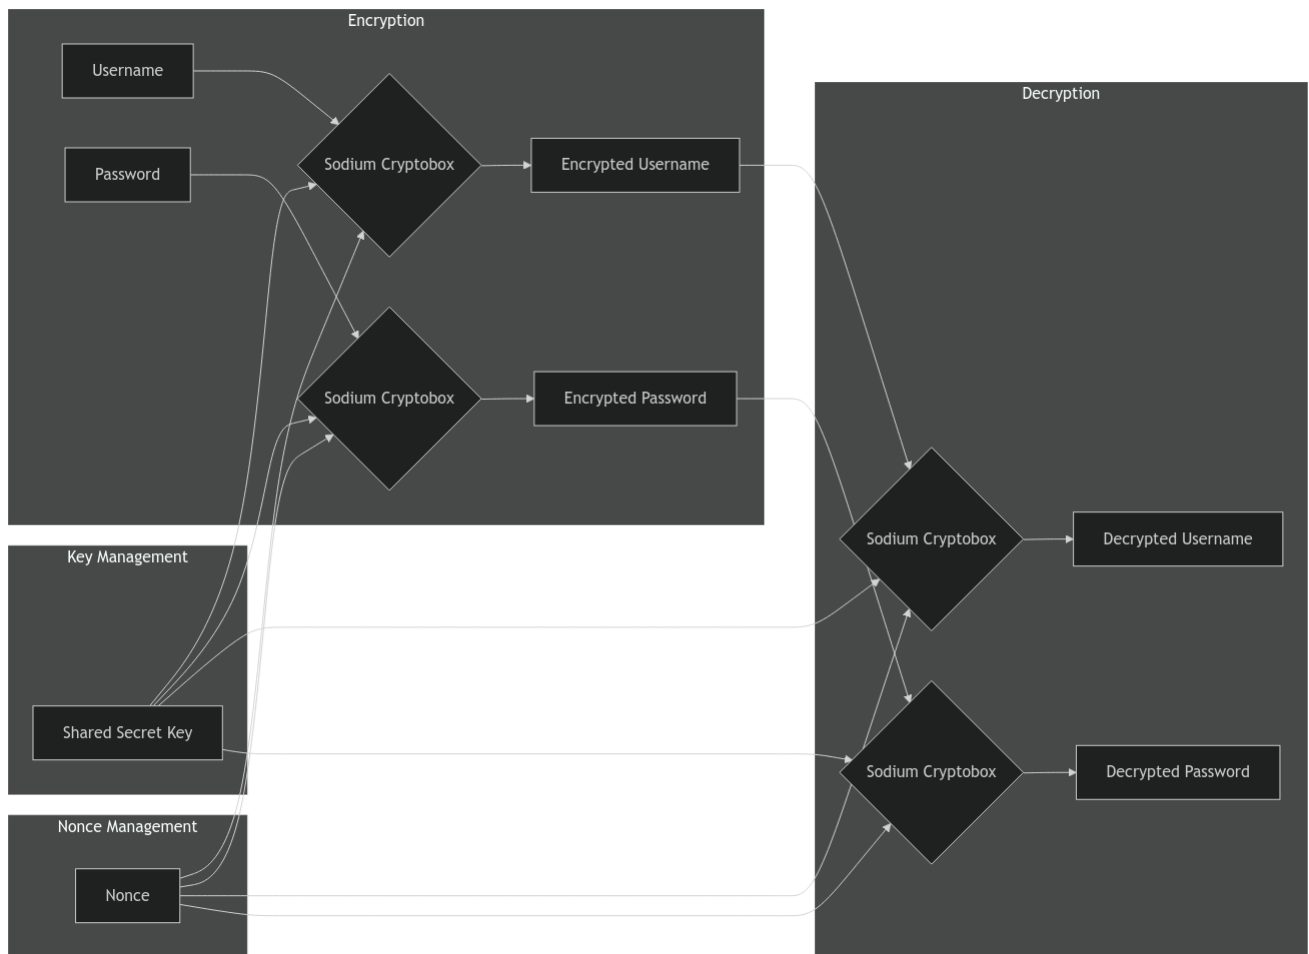 Encryption
Username
Password
Sodium Cryptobox
Encrypted Username
Sodium Cryptobox
Encrypted Password
Key Management
Shared Secret Key
Nonce Management
Nonce
Decryption
Sodium Cryptobox
Decrypted Username
Sodium Cryptobox
Decrypted Password